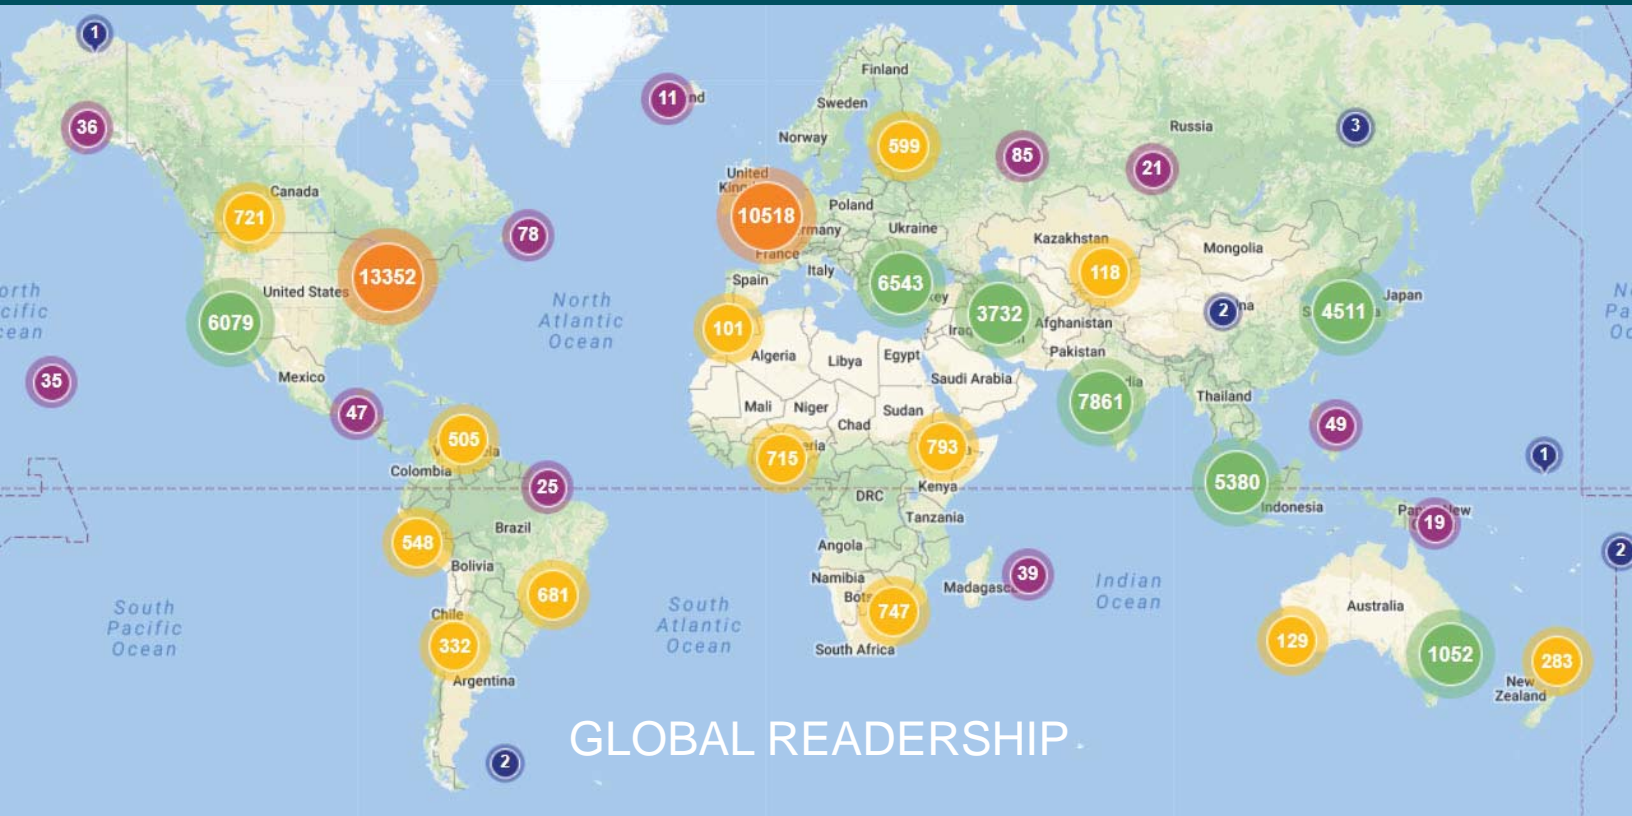 1
11
nd
Finland
36
Sweden
3
Russia
Norway
599
85
21
United
10518
Poland
Canada
721
78
Ukraine
Kazakhstan
Mongolia
France
13352
Italy
118
Spain
6543
United States
North
Atlantic
Ocean
3732
2
4511
Japan
6079
101
Afghanistan
Algeria
Libya
Egypt
Pakistan
35
Mexico
Saudi Arabia
7861
Thailand
47
Mali
Niger
Chad
Sudan
49
505
715
793
1
Colombia
25
DRC
Kenya
5380
Indonesia
Brazil
Tanzania
19
548
Angola
2
Bolivia
Namibia
39
Indian
Ocean
681
747
South
Pacific
Ocean
South
Atlantic
Ocean
Chile
Australia
332
South Africa
129
1052
283
Argentina
New
Zealand
GLOBAL READERSHIP
2